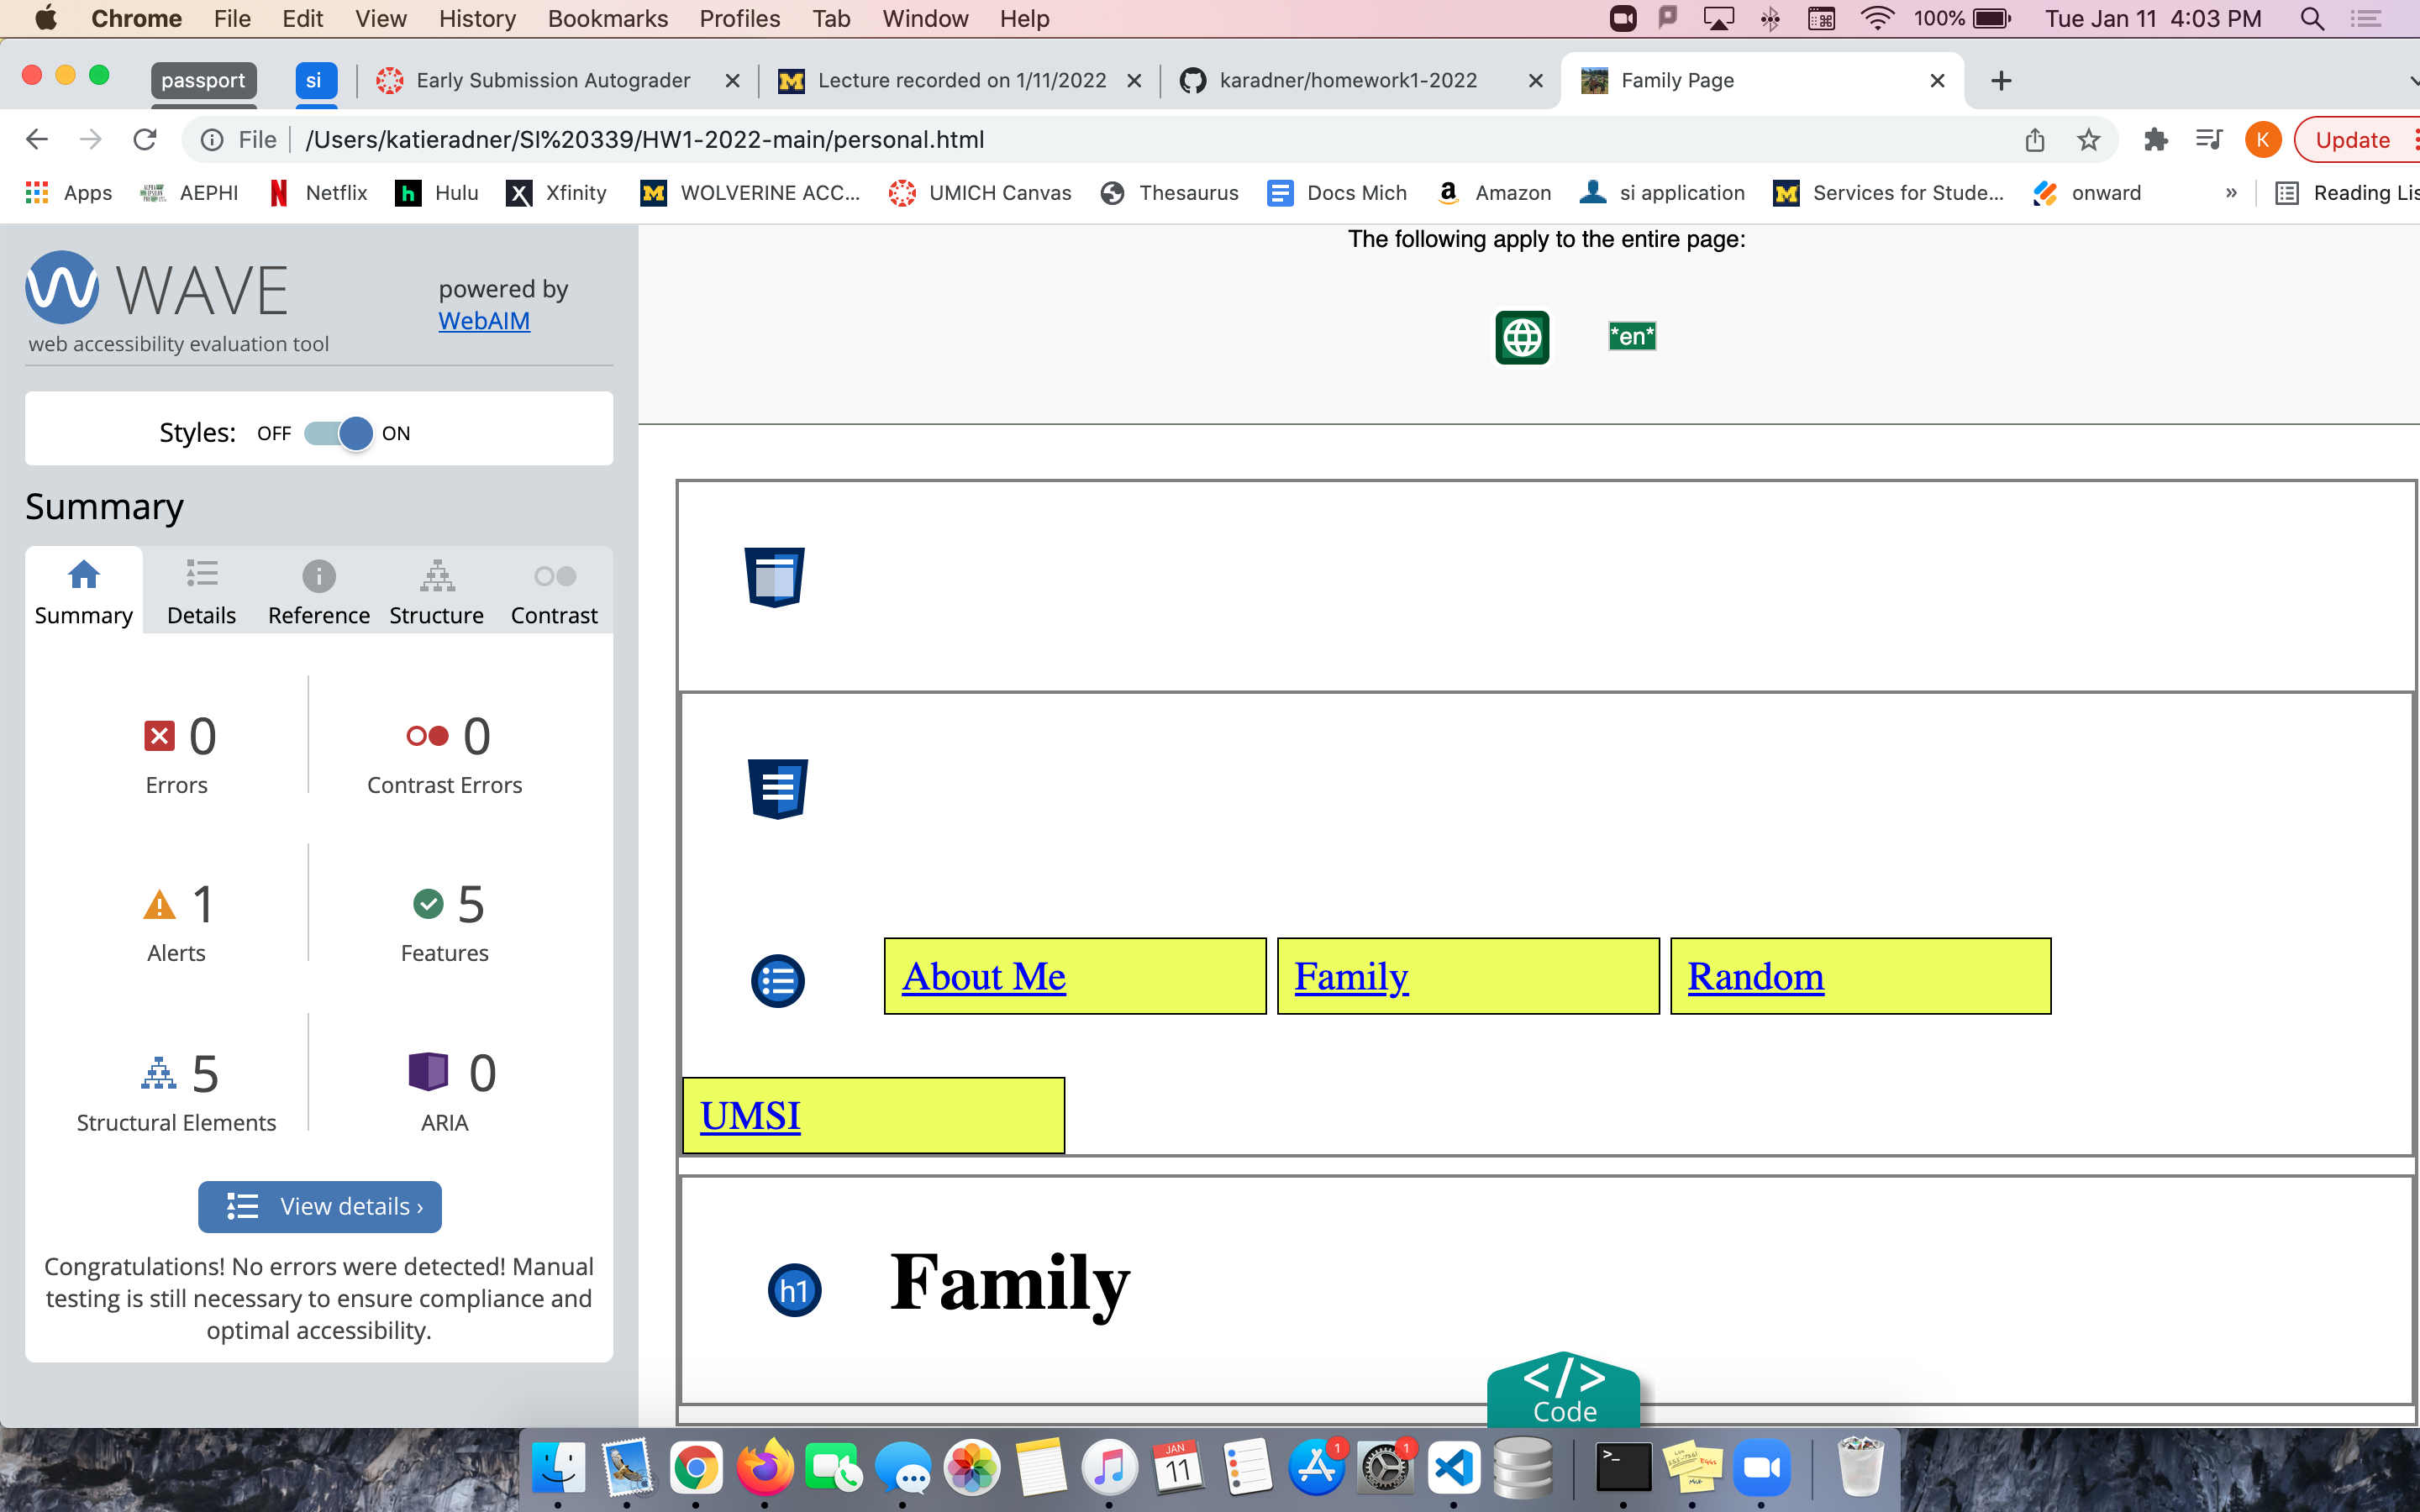 Chrome File Edit View History Bookmarks Profiles Tab Window Help 100% Tue Jan 11 4:03 PM
passport si Early Submission Autograder Lecture recorded on 1/11/2022 karadner/homework1-2022 Family Page
File /Users/katieradner/SI%20339/HW1-2022-main/personal.html K Update
Apps AEPHI Netflix Hulu Xfinity WOLVERINE ACC... UMICH Canvas Thesaurus Docs Mich Amazon si application Services for Stude... onward » Reading Lis
WAVE
web accessibility evaluation tool
powered by
WebAIM
Styles: OFF ON
Summary
Summary Details Reference Structure Contrast
0 Errors
0 Contrast Errors
1 Alerts
5 Features
5 Structural Elements
0 ARIA
View details ›
Congratulations! No errors were detected! Manual
testing is still necessary to ensure compliance and
optimal accessibility.
The following apply to the entire page:
*en*
About Me Family Random
UMSI
h1 Family
</>
Code
JAN
11
1
1